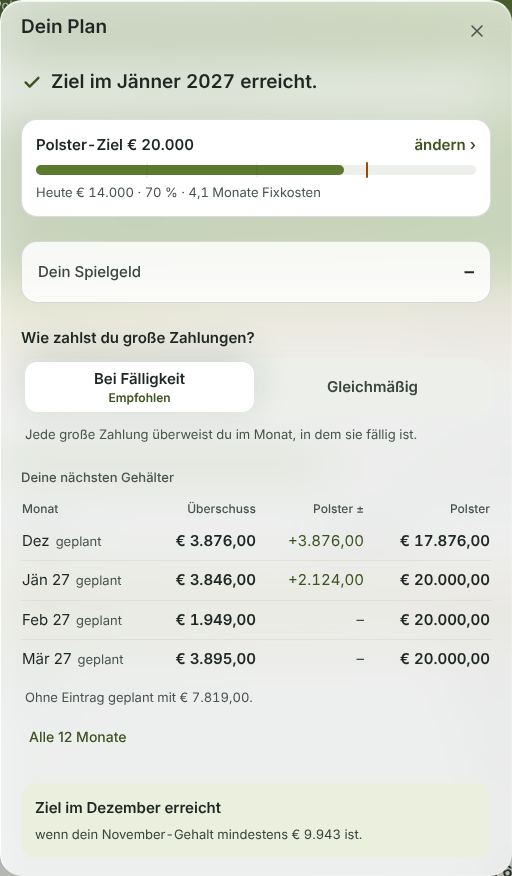 Dein Plan
Ziel im Jänner 2027 erreicht.
Polster-Ziel € 20.000 ändern ›
Heute € 14.000 · 70 % · 4,1 Monate Fixkosten
Dein Spielgeld –
Wie zahlst du große Zahlungen?
Bei Fälligkeit Gleichmäßig
Empfohlen
Jede große Zahlung überweist du im Monat, in dem sie fällig ist.
Deine nächsten Gehälter
Monat Überschuss Polster ± Polster
Dez geplant € 3.876,00 +3.876,00 € 17.876,00
Jän 27 geplant € 3.846,00 +2.124,00 € 20.000,00
Feb 27 geplant € 1.949,00 – € 20.000,00
Mär 27 geplant € 3.895,00 – € 20.000,00
Ohne Eintrag geplant mit € 7.819,00.
Alle 12 Monate
Ziel im Dezember erreicht
wenn dein November-Gehalt mindestens € 9.943 ist.